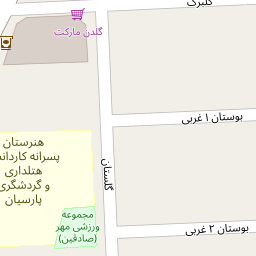 گلبرگ
گلدن مارکت
بوستان ۱ غربی
هنرستان
پسرانه کاردانش
هتلداری
و گردشگری
پارسیان
گلستان
مجموعه
ورزشی مهر
(صادقین)
بوستان ۲ غربی